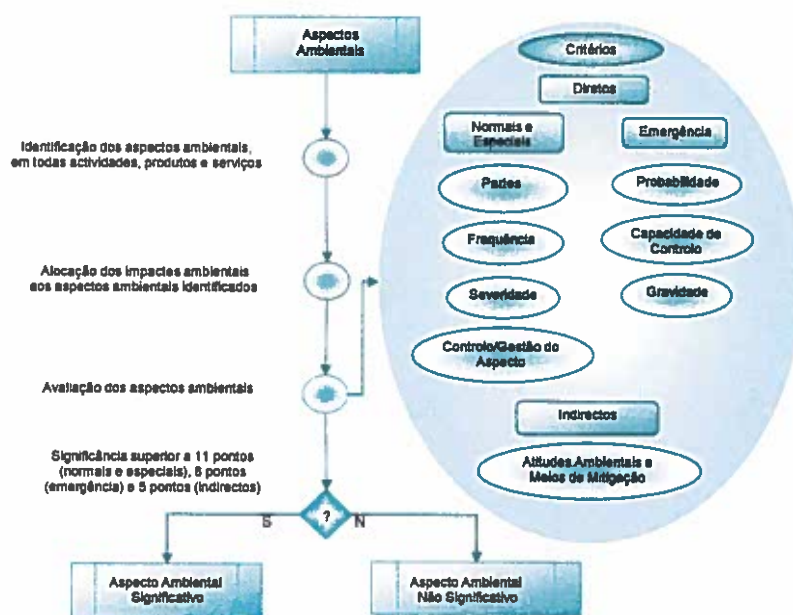 Aspectos
Ambientais
Identificação dos aspectos ambientais,
em todas actividades, produtos e serviços
Alocação dos impactes ambientais
aos aspectos ambientais identificados
Avaliação dos aspectos ambientais
Significância superior a 11 pontos
(normais e especiais), 6 pontos
(emergência) e 5 pontos (indirectos)
?
S
N
Aspecto Ambiental
Significativo
Aspecto Ambiental
Não Significativo
Critérios
Diretos
Normais e
Especiais
Emergência
Partes
Probabilidade
Frequência
Capacidade de
Controlo
Severidade
Gravidade
Controlo/Gestão do
Aspecto
Indirectos
Atitudes Ambientais e
Meios de Mitigação